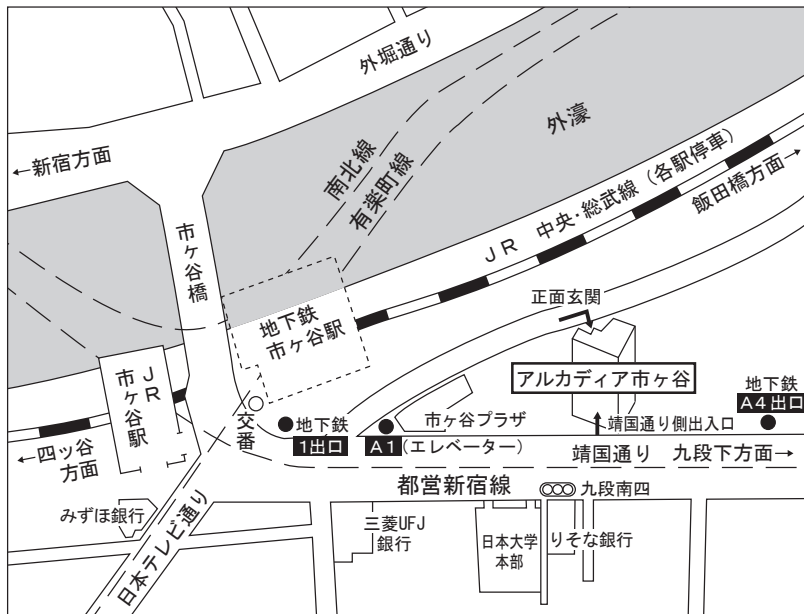 外堀通り
←新宿方面
外濠
南北線
有楽町線
JR 中央・総武線（各駅停車）
飯田橋方面→
市ヶ谷橋
地下鉄
市ヶ谷駅
正面玄関
アルカディア市ヶ谷
JR
市ヶ谷駅
交番
地下鉄
1出口
A1(エレベーター)
市ヶ谷プラザ
靖国通り側出入口
地下鉄
A4出口
←四ッ谷
方面
靖国通り 九段下方面→
都営新宿線
九段南四
みずほ銀行
日本テレビ通り
三菱UFJ
銀行
日本大学
本部
りそな銀行